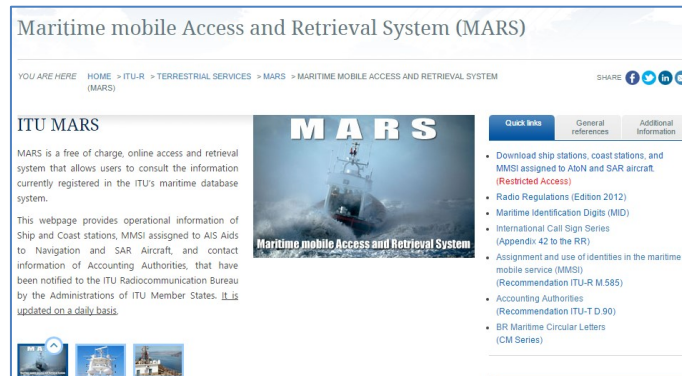 Maritime mobile Access and Retrieval System (MARS)
YOU ARE HERE HOME > ITU-R > TERRESTRIAL SERVICES > MARS > MARITIME MOBILE ACCESS AND RETRIEVAL SYSTEM
(MARS)
SHARE
ITU MARS
MARS is a free of charge, online access and retrieval
system that allows users to consult the information
currently registered in the ITU's maritime database
system.
This webpage provides operational information of
Ship and Coast stations, MMSI assigned to AIS Aids
to Navigation and SAR Aircraft, and contact
information of Accounting Authorities, that have
been notified to the ITU Radiocommunication Bureau
by the Administrations of ITU Member States. It is
updated on a daily basis.
MARS
Maritime mobile Access and Retrieval System
Quick links
General
references
Additional
Information
Download ship stations, coast stations, and
MMSI assigned to AtoN and SAR aircraft
(Restricted Access)
Radio Regulations (Edition 2012)
Maritime Identification Digits (MID)
International Call Sign Series
(Appendix 42 to the RR)
Assignment and use of identities in the maritime
mobile service (MMSI)
(Recommendation ITU-R M.585)
Accounting Authorities
(Recommendation ITU-T D.90)
BR Maritime Circular Letters
(CM Series)